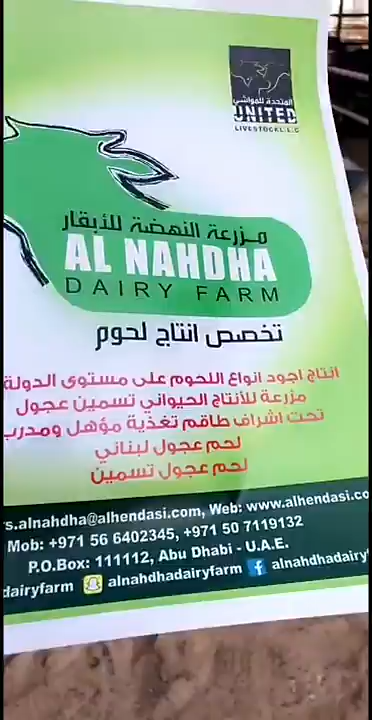 المتحدة للمواشي
UNITED
LIVESTOCK L.L.C
مزرعة النهضة للأبقار
AL NAHDHA
DAIRY FARM
تخصص انتاج لحوم
انتاج اجود انواع اللحوم على مستوى الدولة
مزرعة للأنتاج الحيواني تسمين عجول
تحت اشراف طاقم تغذية مؤهل ومدرب
لحم عجول لبناني
لحم عجول تسمين
rs.alnahdha@alhendasi.com, Web: www.alhendasi.co
Mob: +971 56 6402345, +971 50 7119132
P.O.Box: 111112, Abu Dhabi - U.A.E.
dairyfarm alnahdhadairyfarm alnahdhadairyf